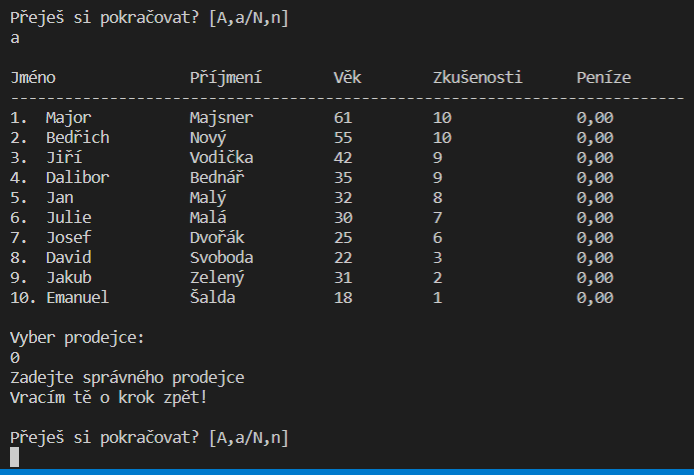 Přeješ si pokračovat? [A,a/N,n]
a
Jméno Příjmení Věk Zkušenosti Peníze
---------------------------------------------------------------------------
1. Major Majsner 61 10 0,00
2. Bedřich Nový 55 10 0,00
3. Jiří Vodička 42 9 0,00
4. Dalibor Bednář 35 9 0,00
5. Jan Malý 32 8 0,00
6. Julie Malá 30 7 0,00
7. Josef Dvořák 25 6 0,00
8. David Svoboda 22 3 0,00
9. Jakub Zelený 31 2 0,00
10. Emanuel Šalda 18 1 0,00
Vyber prodejce:
0
Zadejte správného prodejce
Vracím tě o krok zpět!
Přeješ si pokračovat? [A,a/N,n]